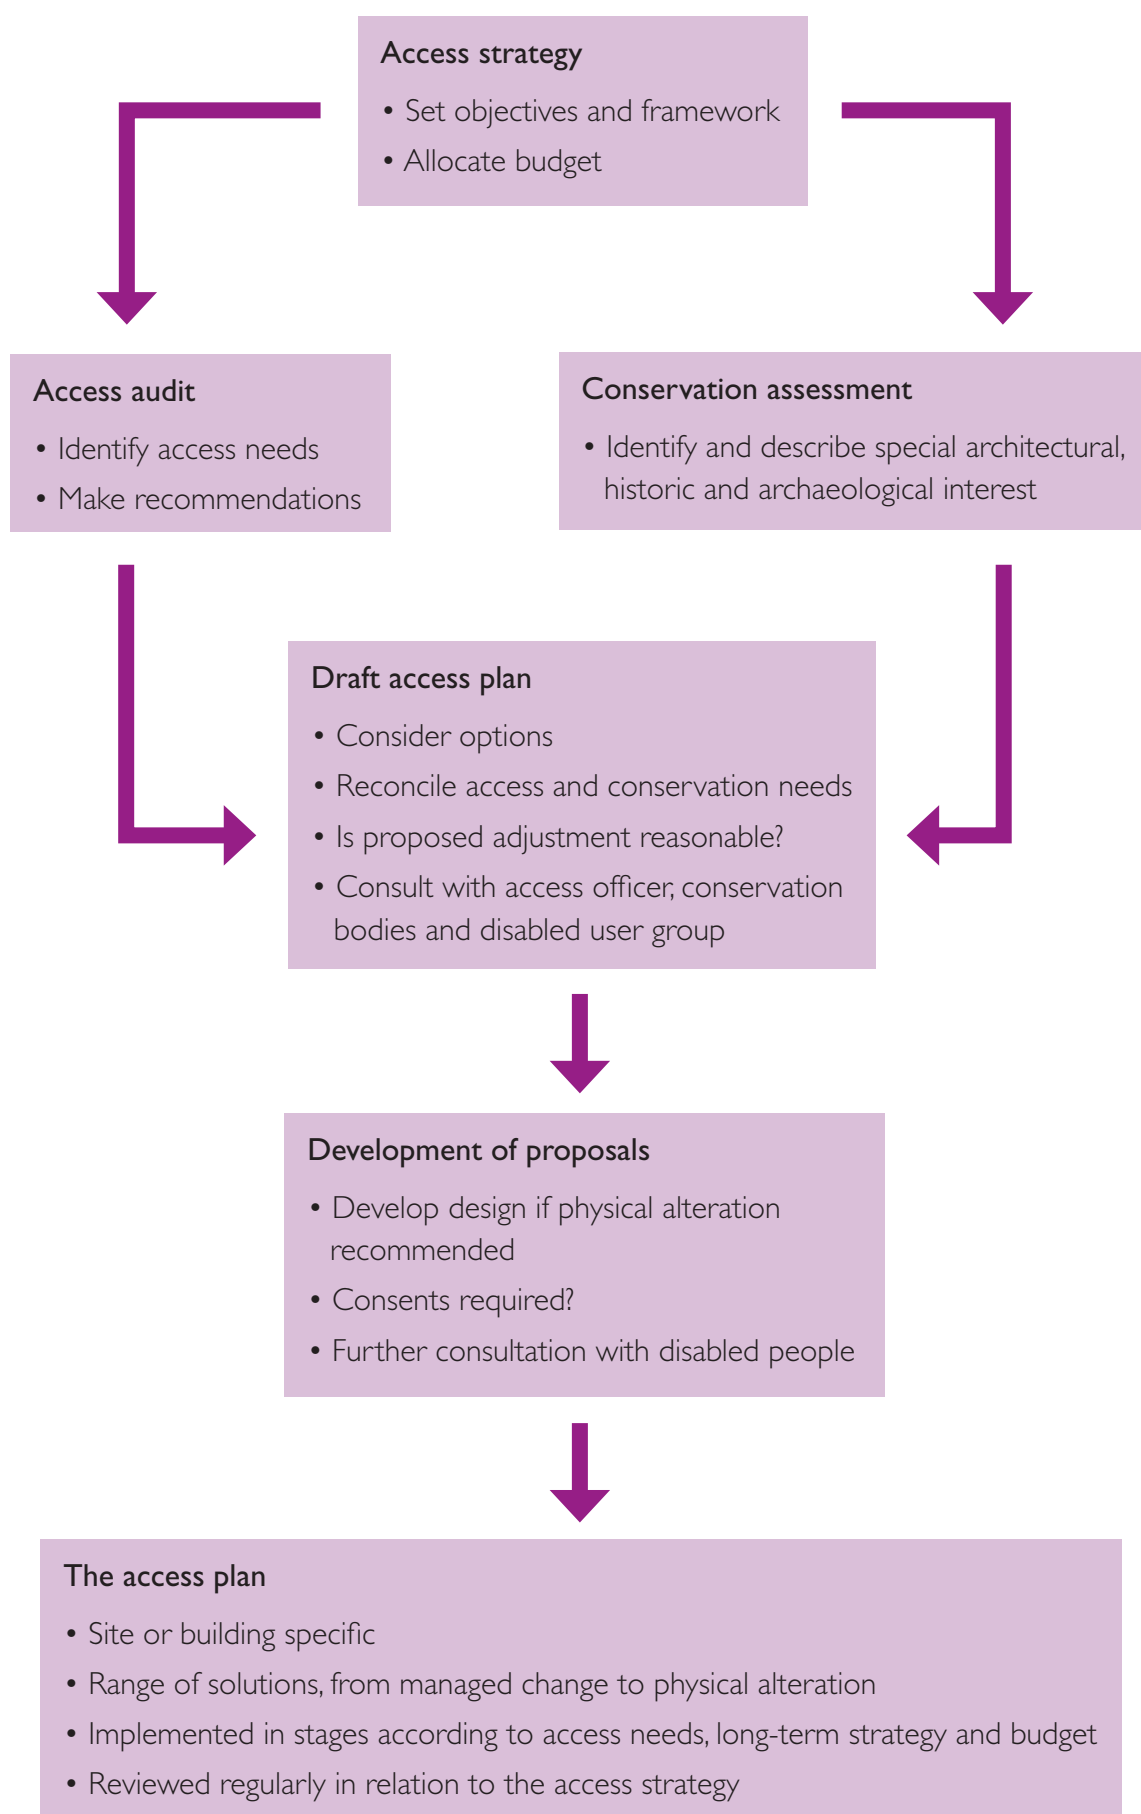 Access strategy
• Set objectives and framework
• Allocate budget
Access audit
• Identify access needs
• Make recommendations
Conservation assessment
• Identify and describe special architectural,
historic and archaeological interest
Draft access plan
• Consider options
• Reconcile access and conservation needs
• Is proposed adjustment reasonable?
• Consult with access officer, conservation
bodies and disabled user group
Development of proposals
• Develop design if physical alteration
recommended
• Consents required?
• Further consultation with disabled people
The access plan
• Site or building specific
• Range of solutions, from managed change to physical alteration
• Implemented in stages according to access needs, long-term strategy and budget
• Reviewed regularly in relation to the access strategy